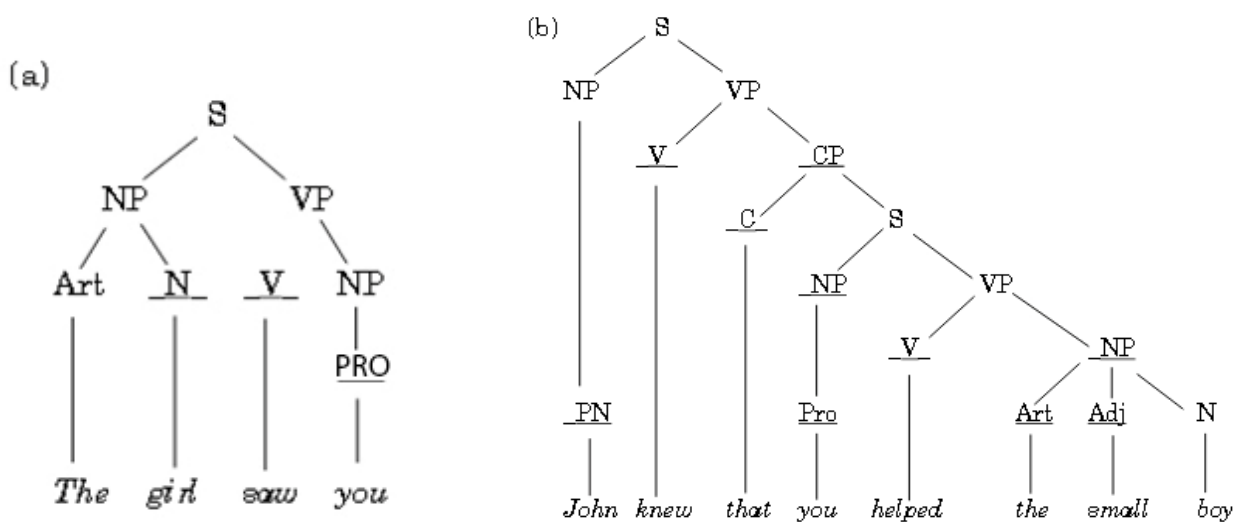 (a)
S
NP VP
Art N V NP
PRO
The girl saw you
(b)
S
NP VP
V CP
C S
NP VP
V NP
PN Pro Art Adj N
John knew that you helped the small boy